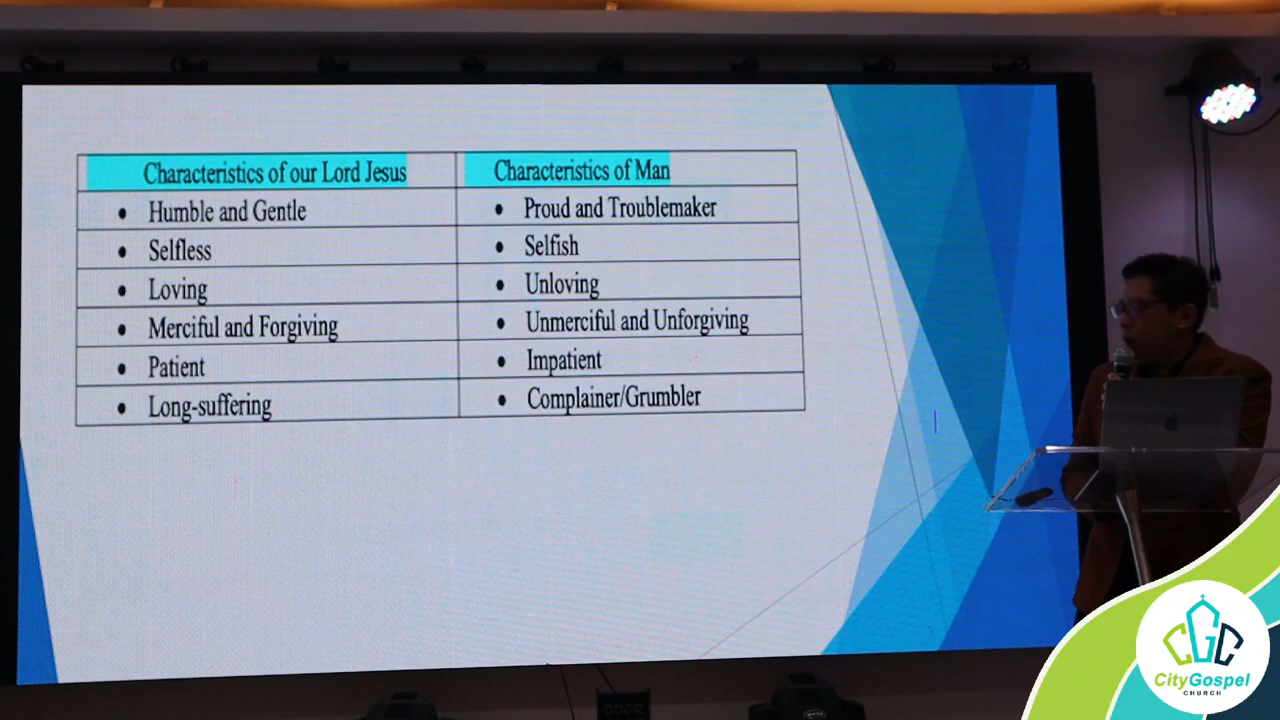 Characteristics of our Lord Jesus Characteristics of Man
• Humble and Gentle • Proud and Troublemaker
• Selfless • Selfish
• Loving • Unloving
• Merciful and Forgiving • Unmerciful and Unforgiving
• Patient • Impatient
• Long-suffering • Complainer/Grumbler
CGC
CityGospel
CHURCH